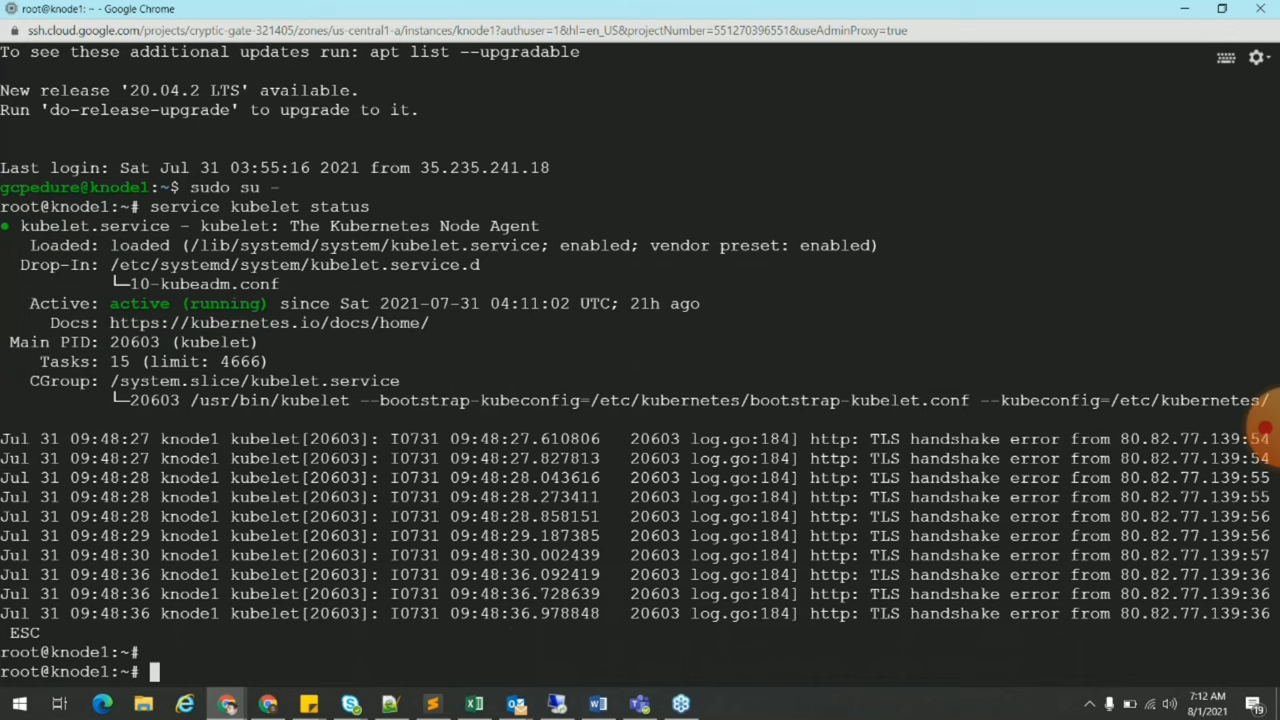 root@knode1: ~ - Google Chrome
ssh.cloud.google.com/projects/cryptic-gate-321405/zones/us-central1-a/instances/knode1?authuser=1&hl=en_US&projectNumber=551270396551&useAdminProxy=true
To see these additional updates run: apt list --upgradable
New release '20.04.2 LTS' available.
Run 'do-release-upgrade' to upgrade to it.
Last login: Sat Jul 31 03:55:16 2021 from 35.235.241.18
gcpedure@knode1:~$ sudo su -
root@knode1:~# service kubelet status
● kubelet.service - kubelet: The Kubernetes Node Agent
Loaded: loaded (/lib/systemd/system/kubelet.service; enabled; vendor preset: enabled)
Drop-In: /etc/systemd/system/kubelet.service.d
└─10-kubeadm.conf
Active: active (running) since Sat 2021-07-31 04:11:02 UTC; 21h ago
Docs: https://kubernetes.io/docs/home/
Main PID: 20603 (kubelet)
Tasks: 15 (limit: 4666)
CGroup: /system.slice/kubelet.service
└─20603 /usr/bin/kubelet --bootstrap-kubeconfig=/etc/kubernetes/bootstrap-kubelet.conf --kubeconfig=/etc/kubernetes/
Jul 31 09:48:27 knode1 kubelet[20603]: I0731 09:48:27.610806   20603 log.go:184] http: TLS handshake error from 80.82.77.139:54
Jul 31 09:48:27 knode1 kubelet[20603]: I0731 09:48:27.827813   20603 log.go:184] http: TLS handshake error from 80.82.77.139:54
Jul 31 09:48:28 knode1 kubelet[20603]: I0731 09:48:28.043616   20603 log.go:184] http: TLS handshake error from 80.82.77.139:55
Jul 31 09:48:28 knode1 kubelet[20603]: I0731 09:48:28.273411   20603 log.go:184] http: TLS handshake error from 80.82.77.139:55
Jul 31 09:48:28 knode1 kubelet[20603]: I0731 09:48:28.858151   20603 log.go:184] http: TLS handshake error from 80.82.77.139:56
Jul 31 09:48:29 knode1 kubelet[20603]: I0731 09:48:29.187385   20603 log.go:184] http: TLS handshake error from 80.82.77.139:56
Jul 31 09:48:30 knode1 kubelet[20603]: I0731 09:48:30.002439   20603 log.go:184] http: TLS handshake error from 80.82.77.139:57
Jul 31 09:48:36 knode1 kubelet[20603]: I0731 09:48:36.092419   20603 log.go:184] http: TLS handshake error from 80.82.77.139:36
Jul 31 09:48:36 knode1 kubelet[20603]: I0731 09:48:36.728639   20603 log.go:184] http: TLS handshake error from 80.82.77.139:36
Jul 31 09:48:36 knode1 kubelet[20603]: I0731 09:48:36.978848   20603 log.go:184] http: TLS handshake error from 80.82.77.139:36
ESC
root@knode1:~#
root@knode1:~#
7:12 AM
8/1/2021
19